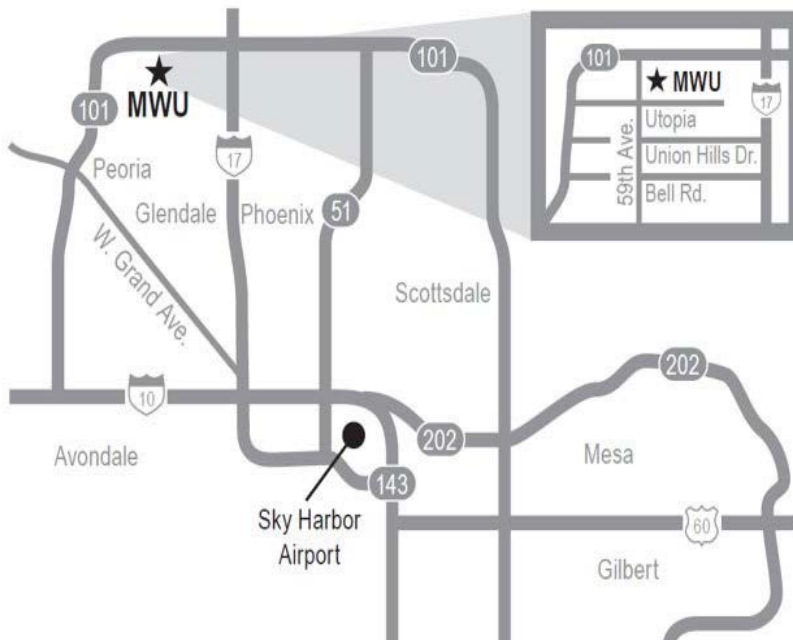 101
101
MWU
Utopia
Union Hills Dr.
Bell Rd.
59th Ave.
17
101
MWU
101
Peoria
17
Glendale
Phoenix
51
W. Grand Ave.
Scottsdale
10
202
202
Avondale
Mesa
143
Sky Harbor
Airport
60
Gilbert